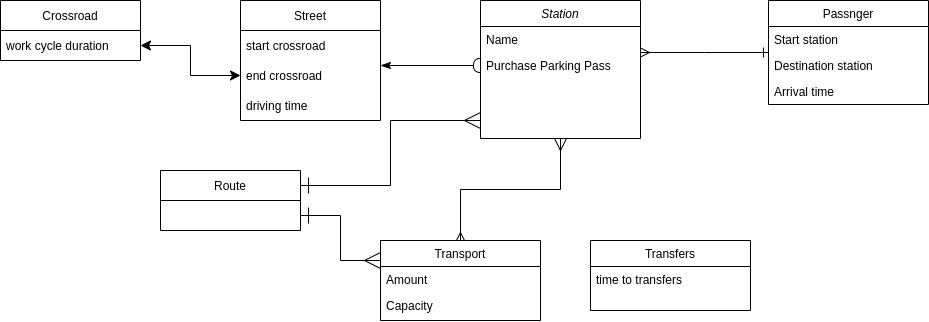 Crossroad
work cycle duration
Street
start crossroad
end crossroad
driving time
Station
Name
Purchase Parking Pass
Passnger
Start station
Destination station
Arrival time
Route
Transport
Amount
Capacity
Transfers
time to transfers